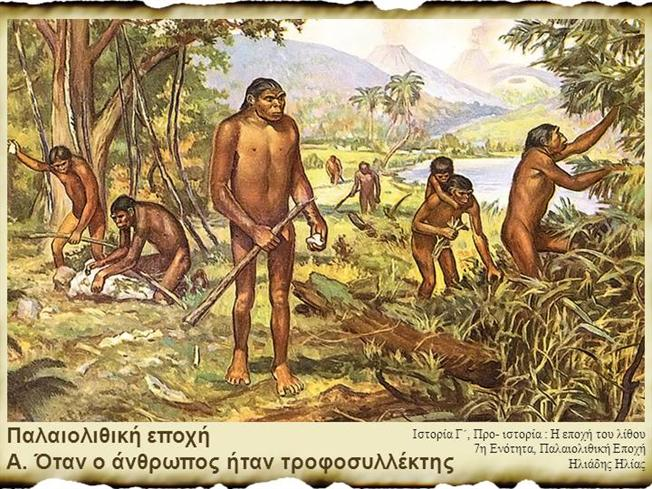 Παλαιολιθική εποχή
Α. Όταν ο άνθρωπος ήταν τροφοσυλλέκτης
Ιστορία Γ΄, Προ- ιστορία : Η εποχή του λίθου
7η Ενότητα, Παλαιολιθική Εποχή
Ηλιάδης Ηλίας